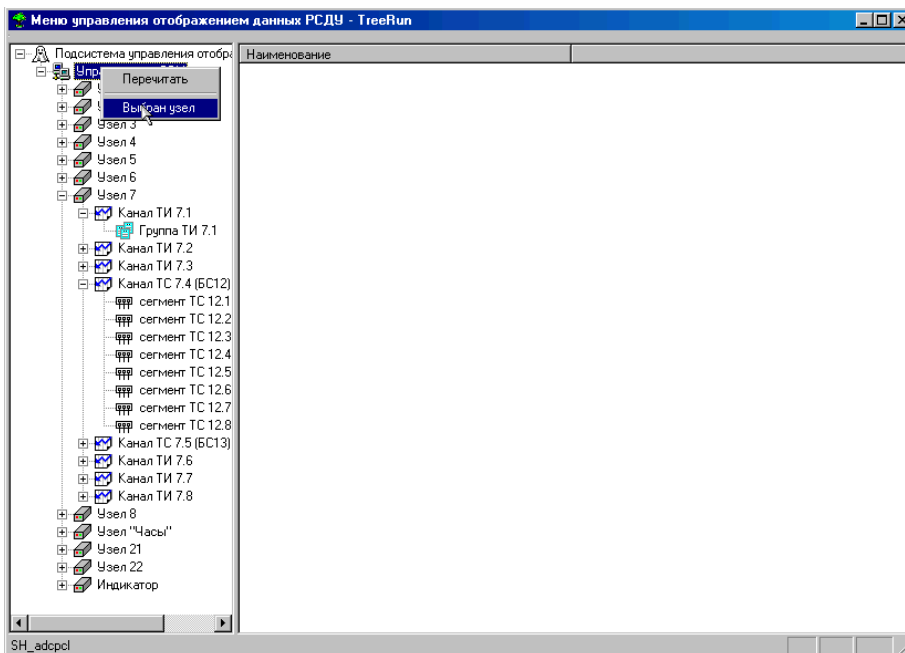 Меню управления отображением данных РСДУ - TreeRun
Подсистема управления отобра
Наименование
Перечитать
Выбран узел
Узел 3
Узел 4
Узел 5
Узел 6
Узел 7
Канал ТИ 7.1
Группа ТИ 7.1
Канал ТИ 7.2
Канал ТИ 7.3
Канал ТС 7.4 (БС12)
сегмент ТС 12.1
сегмент ТС 12.2
сегмент ТС 12.3
сегмент ТС 12.4
сегмент ТС 12.5
сегмент ТС 12.6
сегмент ТС 12.7
сегмент ТС 12.8
Канал ТС 7.5 (БС13)
Канал ТИ 7.6
Канал ТИ 7.7
Канал ТИ 7.8
Узел 8
Узел "Часы"
Узел 21
Узел 22
Индикатор
SH_adcpcl